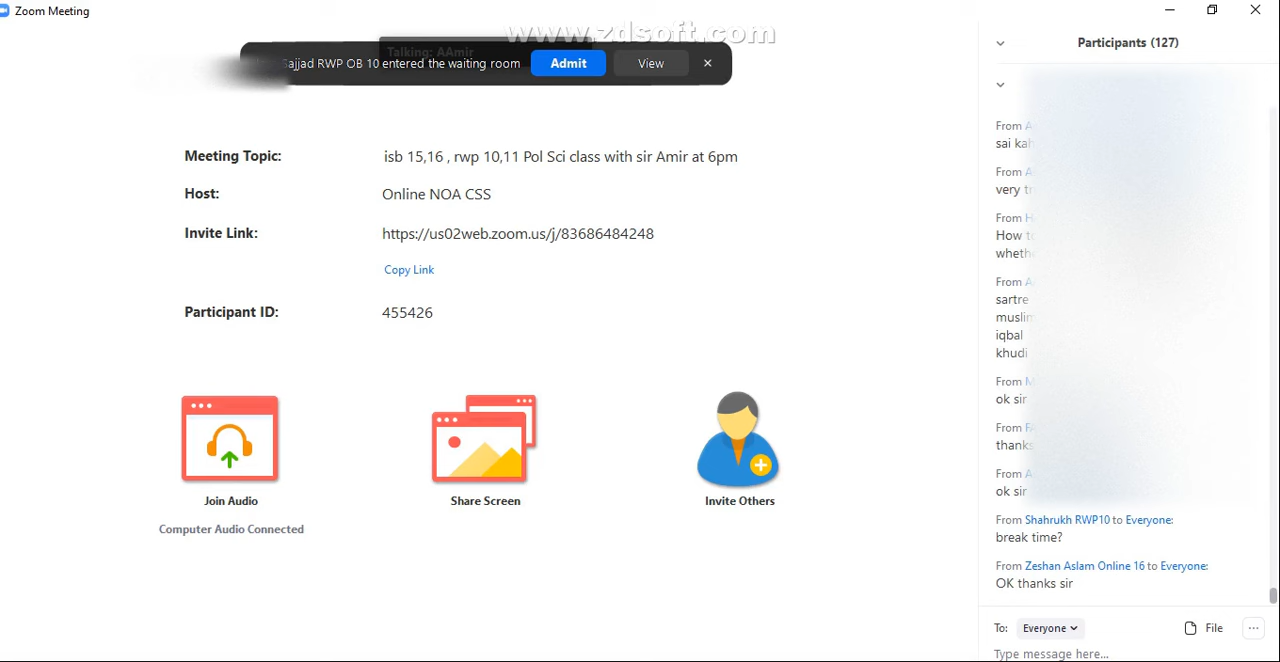 Zoom Meeting
www.zdsoft.com
Talking: AAmir
Sajjad RWP OB 10 entered the waiting room
Admit
View
Meeting Topic:
isb 15,16 , rwp 10,11 Pol Sci class with sir Amir at 6pm
Host:
Online NOA CSS
Invite Link:
https://us02web.zoom.us/j/83686484248
Copy Link
Participant ID:
455426
Join Audio
Computer Audio Connected
Share Screen
Invite Others
Participants (127)
From
sai
From
very
From
How
From
sartre
muslim
iqbal
khudi
From
ok sir
From
thanks
From
ok sir
From Shahrukh RWP10 to Everyone:
break time?
From Zeshan Aslam Online 16 to Everyone:
OK thanks sir
To: Everyone
File
Type message here...